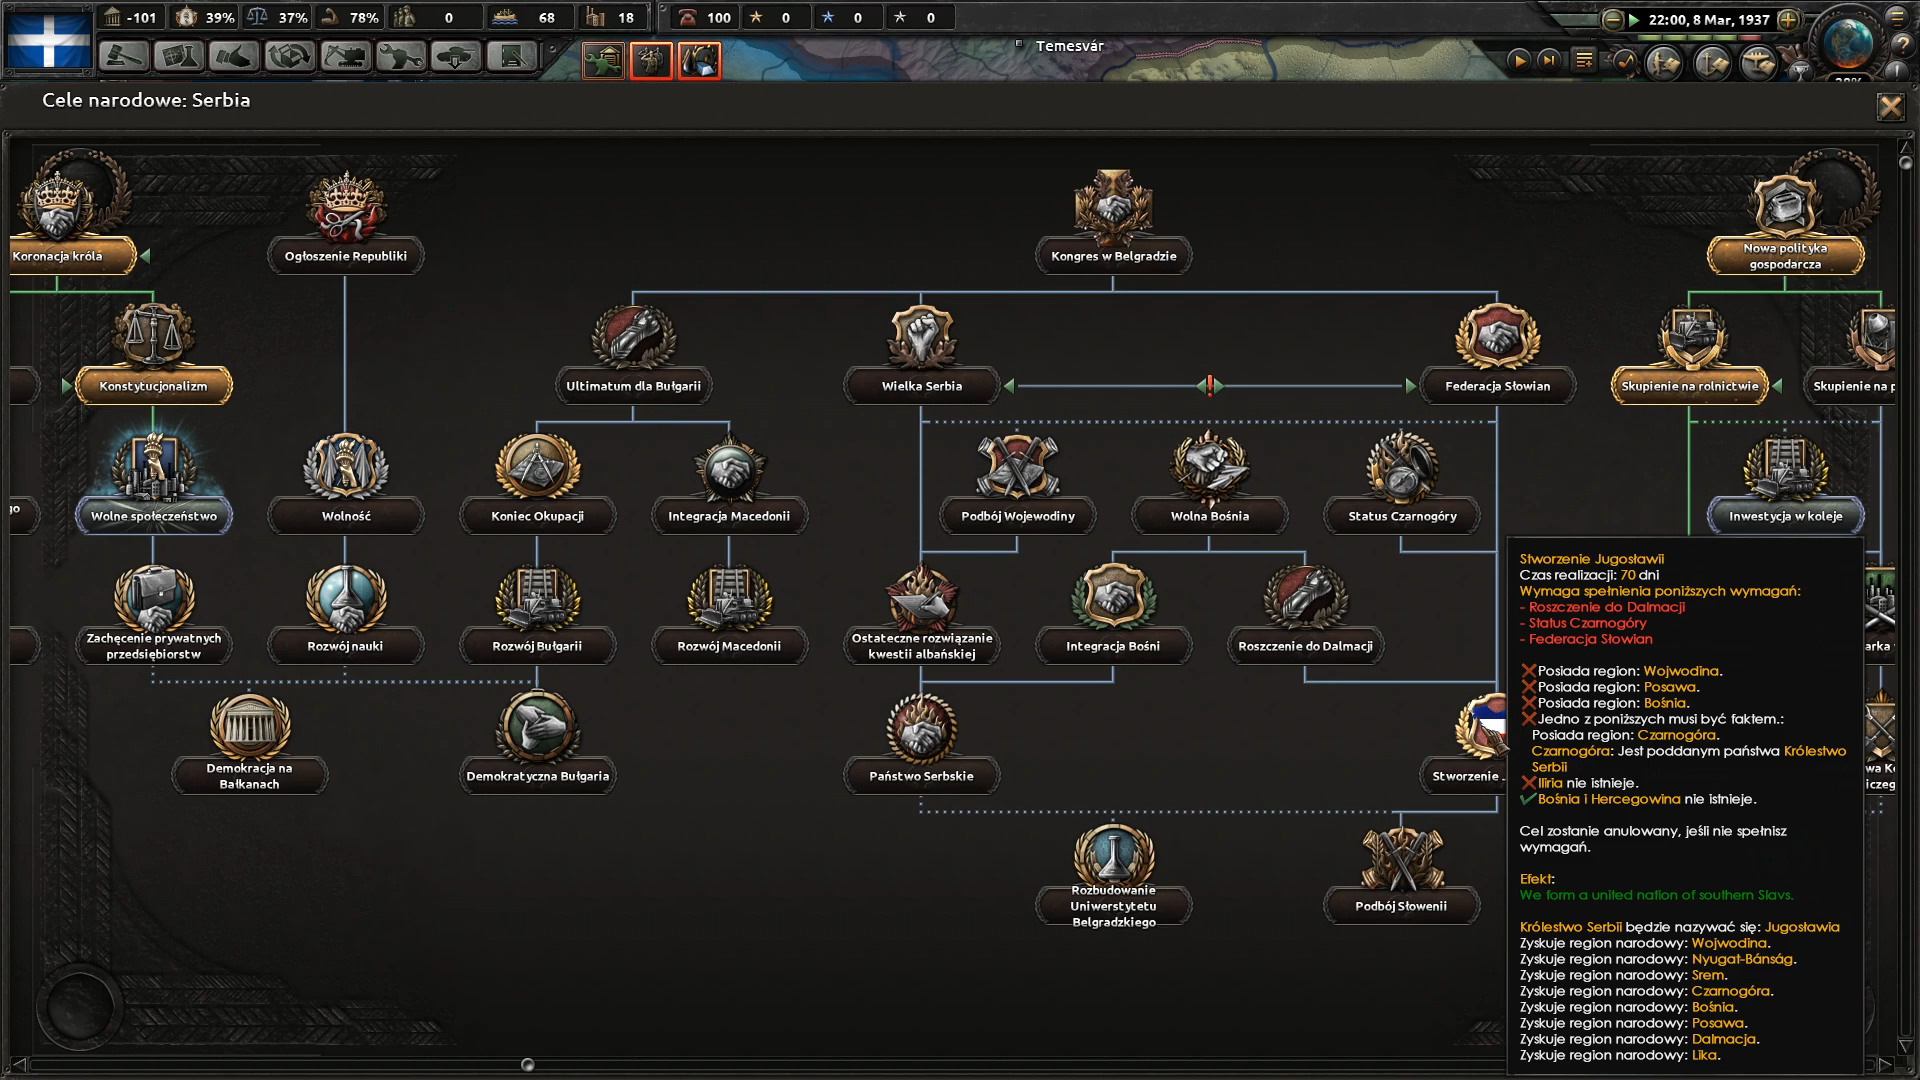 -101
39%
37%
78%
0
68
18
100
0
0
0
22:00, 8 Mar, 1937
Temesvár
Cele narodowe: Serbia
Koronacja króla
Ogłoszenie Republiki
Kongres w Belgradzie
Nowa polityka
gospodarcza
Konstytucjonalizm
Ultimatum dla Bułgarii
Wielka Serbia
Federacja Słowian
Skupienie na rolnictwie
Skupienie na p
go
Wolne społeczeństwo
Wolność
Koniec Okupacji
Integracja Macedonii
Podbój Wojewodiny
Wolna Bośnia
Status Czarnogóry
Inwestycja w koleje
Zachęcenie prywatnych
przedsiębiorstw
Rozwój nauki
Rozwój Bułgarii
Rozwój Macedonii
Ostateczne rozwiązanie
kwestii albańskiej
Integracja Bośni
Roszczenie do Dalmacji
Demokracja na
Bałkanach
Demokratyczna Bułgaria
Państwo Serbskie
Stworzenie ..
Rozbudowanie
Uniwerstytetu
Belgradzkiego
Podbój Słowenii
Stworzenie Jugosławii
Czas realizacji: 70 dni
Wymaga spełnienia poniższych wymagań:
- Roszczenie do Dalmacji
- Status Czarnogóry
- Federacja Słowian
Posiada region: Wojwodina.
Posiada region: Posawa.
Posiada region: Bośnia.
Jedno z poniższych musi być faktem.:
Posiada region: Czarnogóra.
Czarnogóra: Jest poddanym państwa Królestwo
Serbii
Iliria nie istnieje.
Bośnia i Hercegowina nie istnieje.
Cel zostanie anulowany, jeśli nie spełnisz
wymagań.
Efekt:
We form a united nation of southern Slavs.
Królestwo Serbii będzie nazywać się: Jugosławia
Zyskuje region narodowy: Wojwodina.
Zyskuje region narodowy: Nyugat-Bánság.
Zyskuje region narodowy: Srem.
Zyskuje region narodowy: Czarnogóra.
Zyskuje region narodowy: Bośnia.
Zyskuje region narodowy: Posawa.
Zyskuje region narodowy: Dalmacja.
Zyskuje region narodowy: Lika.